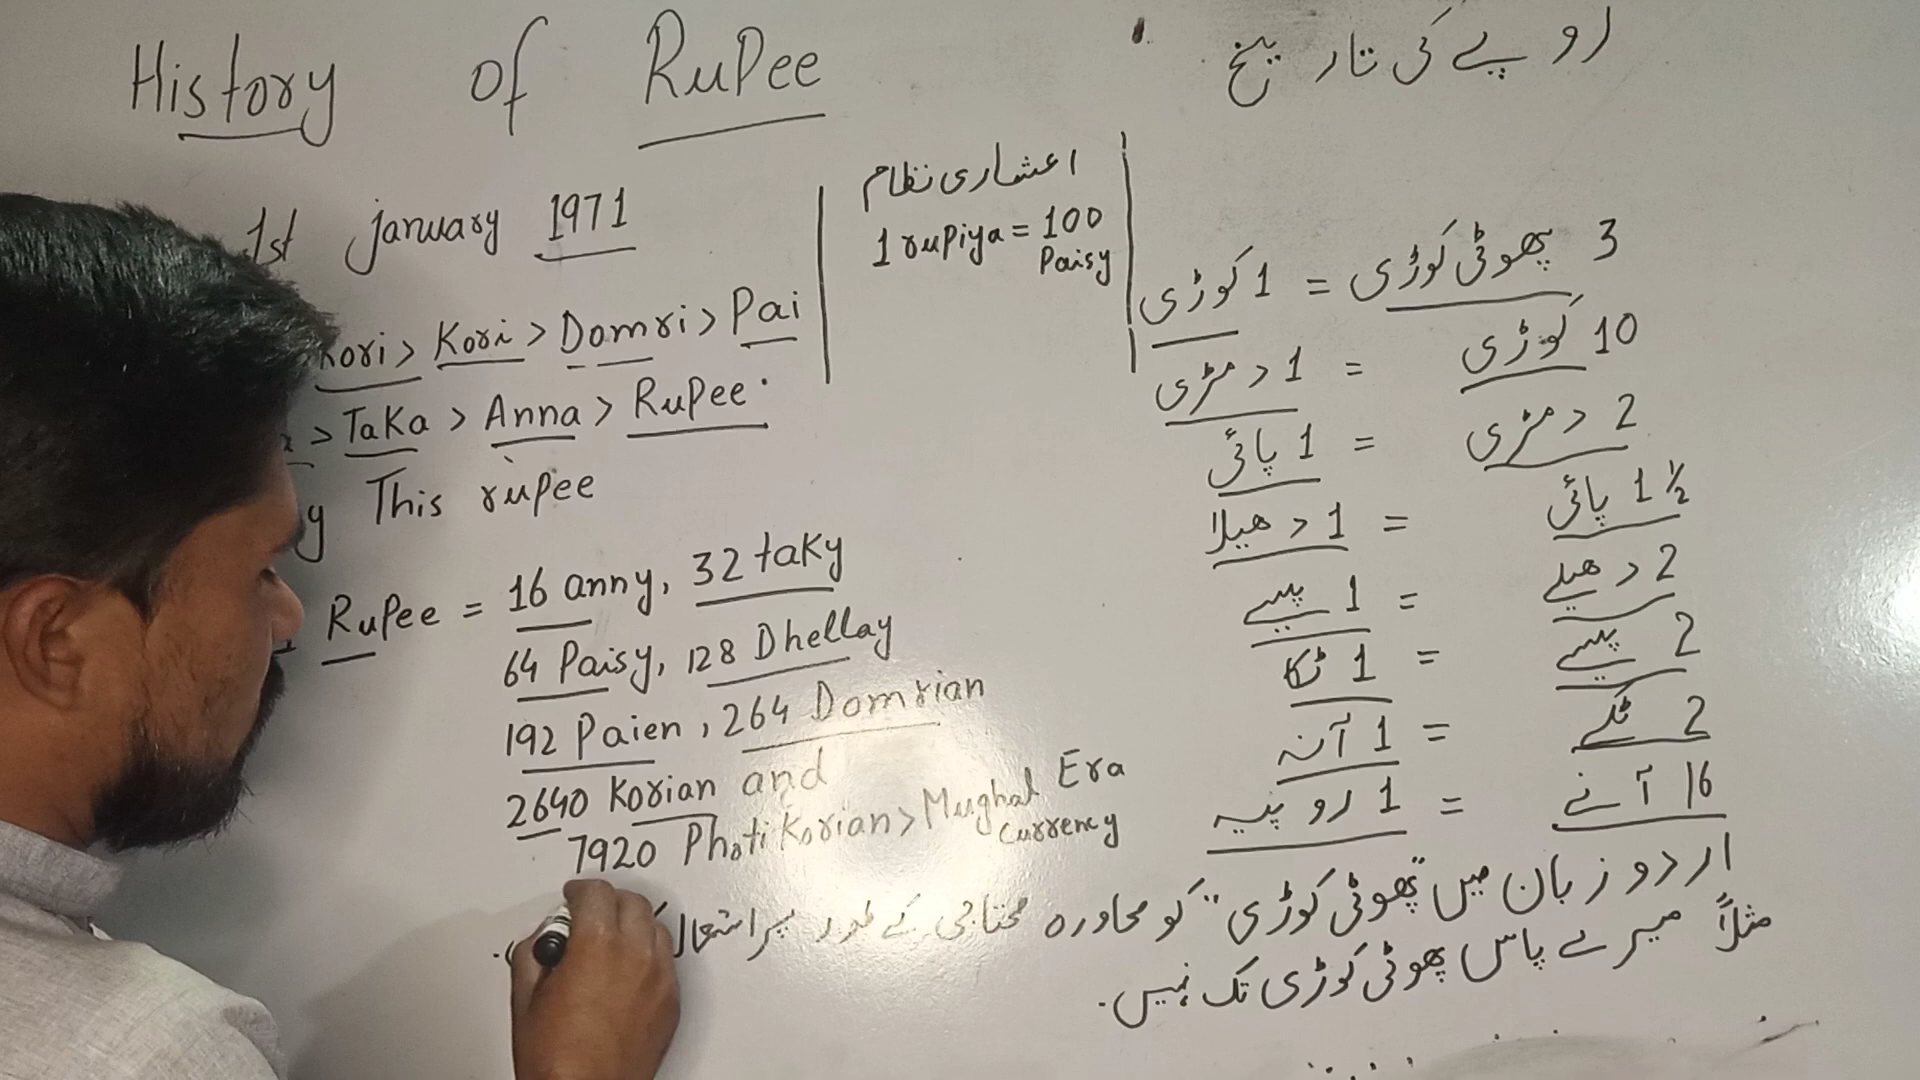 History of RuPee
روپے کی تاریخ
1st january 1971
اعشاری نظام
1 rupiya = 100
Paisy
kori > Kori > Domri > Pai
> TaKa > Anna > RuPee
This rupee
RuPee = 16 anny, 32 taky
64 Paisy, 128 Dhellay
192 Paien, 264 Domrian
2640 Korian and
7920 Photi Korian > Mughal Era
Currency
3 پھوٹی کوڑی = 1 کوڑی
10 کوڑی = 1 دمڑی
2 دمڑی = 1 پائی
1 ½ پائی = 1 دھیلا
2 دھیلے = 1 پیسے
2 پیسے = 1 ٹکا
2 ٹکے = 1 آنہ
16 آنے = 1 روپیہ
اردو زبان میں "پھوٹی کوڑی" کو محاورہ محتاجی کے طور پر استعمال
مثلاً میرے پاس پھوٹی کوڑی تک نہیں.